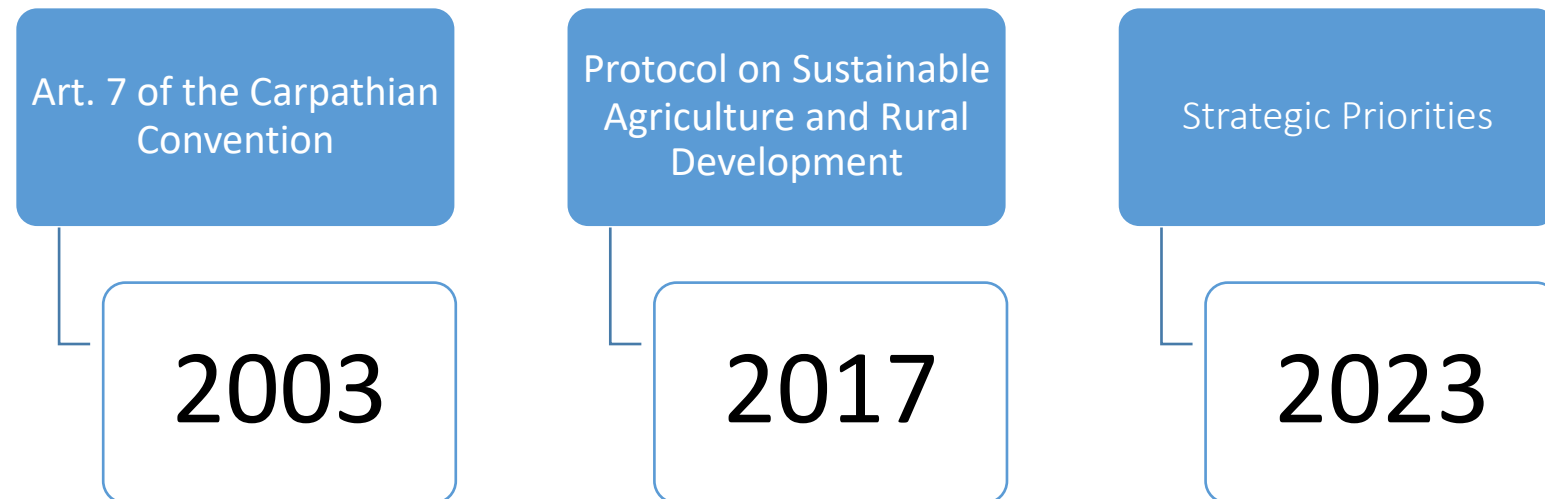 Art. 7 of the Carpathian
Convention
2003
Protocol on Sustainable
Agriculture and Rural
Development
2017
Strategic Priorities
2023